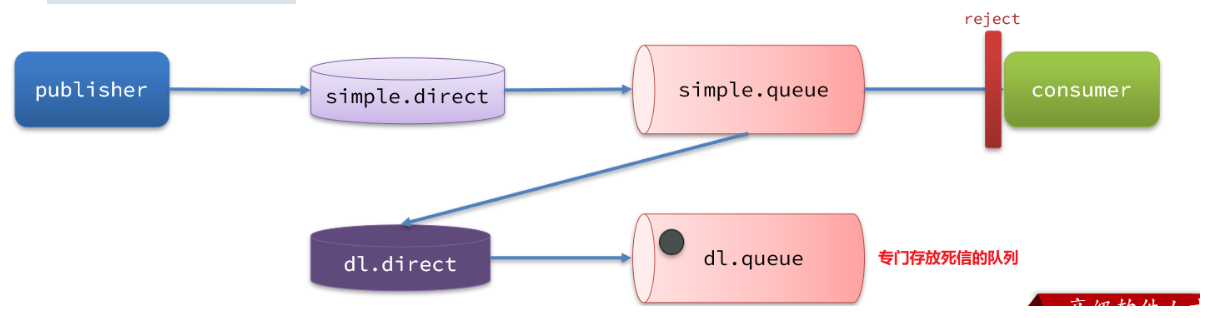 reject
publisher
simple.direct
simple.queue
consumer
dl.direct
dl.queue
专门存放死信的队列